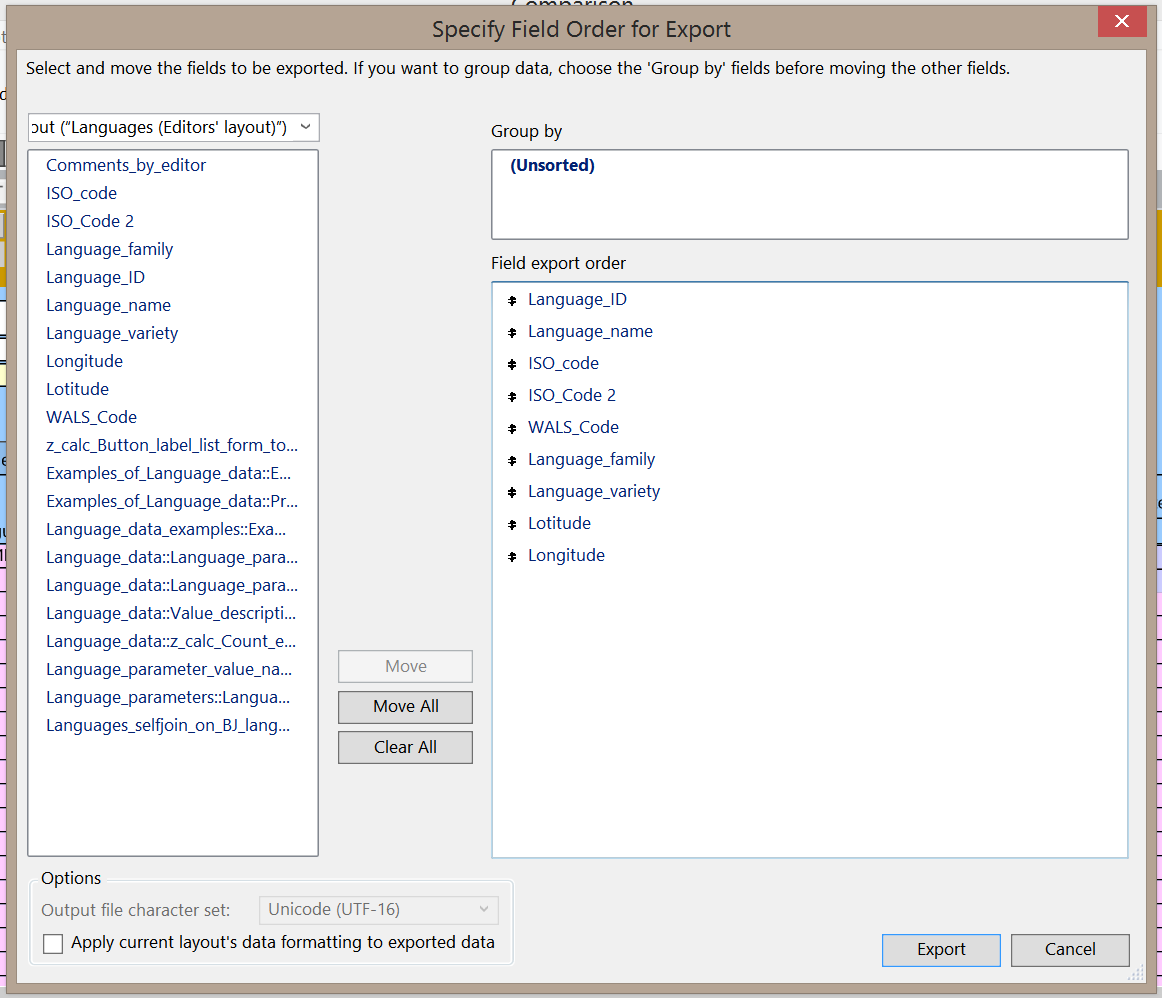 Comparison
Specify Field Order for Export
Select and move the fields to be exported. If you want to group data, choose the 'Group by' fields before moving the other fields.
out ("Languages (Editors' layout)")
Comments_by_editor
ISO_code
ISO_Code 2
Language_family
Language_ID
Language_name
Language_variety
Longitude
Lotitude
WALS_Code
z_calc_Button_label_list_form_to...
Examples_of_Language_data::E...
Examples_of_Language_data::Pr...
Language_data_examples::Exa...
Language_data::Language_para...
Language_data::Language_para...
Language_data::Value_descripti...
Language_data::z_calc_Count_e...
Language_parameter_value_na...
Language_parameters::Langua...
Languages_selfjoin_on_BJ_lang...
Move
Move All
Clear All
Group by
(Unsorted)
Field export order
Language_ID
Language_name
ISO_code
ISO_Code 2
WALS_Code
Language_family
Language_variety
Lotitude
Longitude
Options
Output file character set: Unicode (UTF-16)
Apply current layout's data formatting to exported data
Export
Cancel